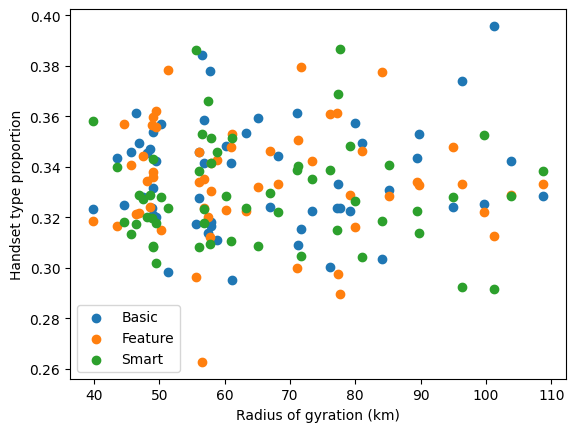 0.40
0.38
0.36
0.34
0.32
0.30
0.28
0.26
Handset type proportion
Basic
Feature
Smart
40 50 60 70 80 90 100 110
Radius of gyration (km)